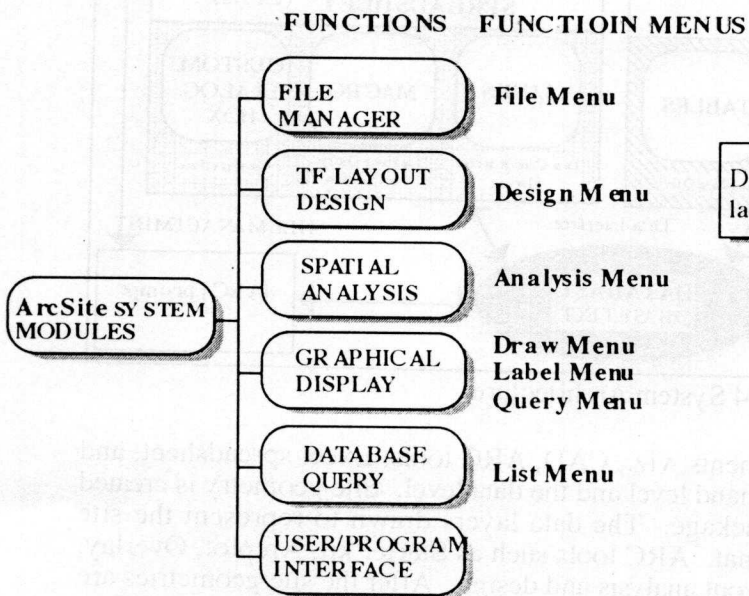 FUNCTIONS FUNCTIOIN MENUS
FILE
MANAGER
File Menu
TF LAYOUT
DESIGN
Design Menu
SPATIAL
ANALYSIS
Analysis Menu
ArcSite SYSTEM
MODULES
GRAPHICAL
DISPLAY
Draw Menu
Label Menu
Query Menu
DATABASE
QUERY
List Menu
USER/PROGRAM
INTERFACE
D
la